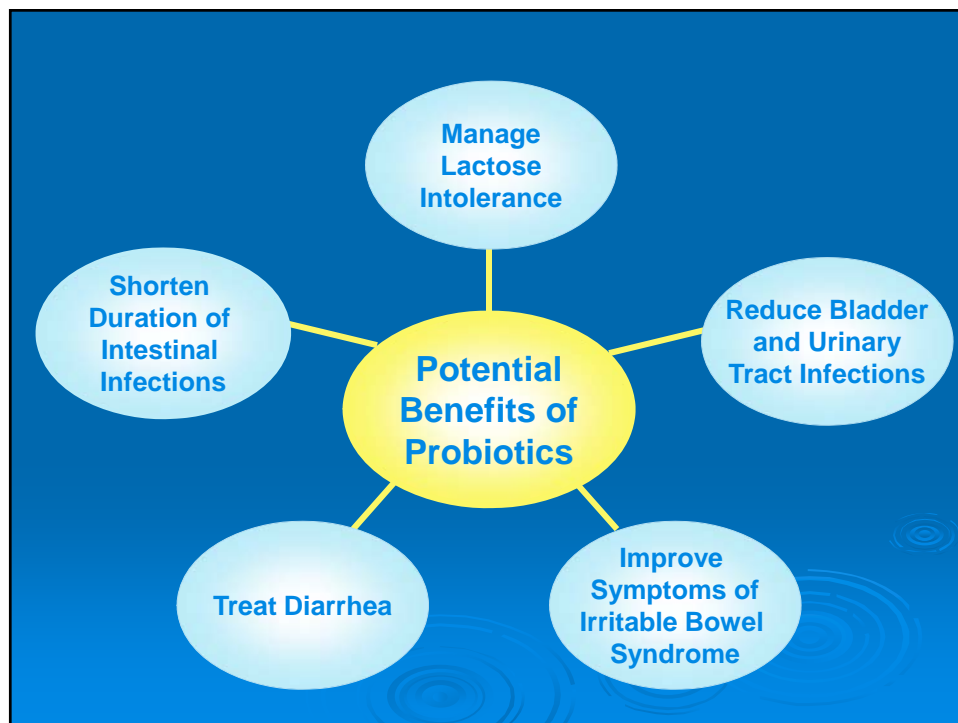 Manage
Lactose
Intolerance
Shorten
Duration of
Intestinal
Infections
Reduce Bladder
and Urinary
Tract Infections
Potential
Benefits of
Probiotics
Treat Diarrhea
Improve
Symptoms of
Irritable Bowel
Syndrome